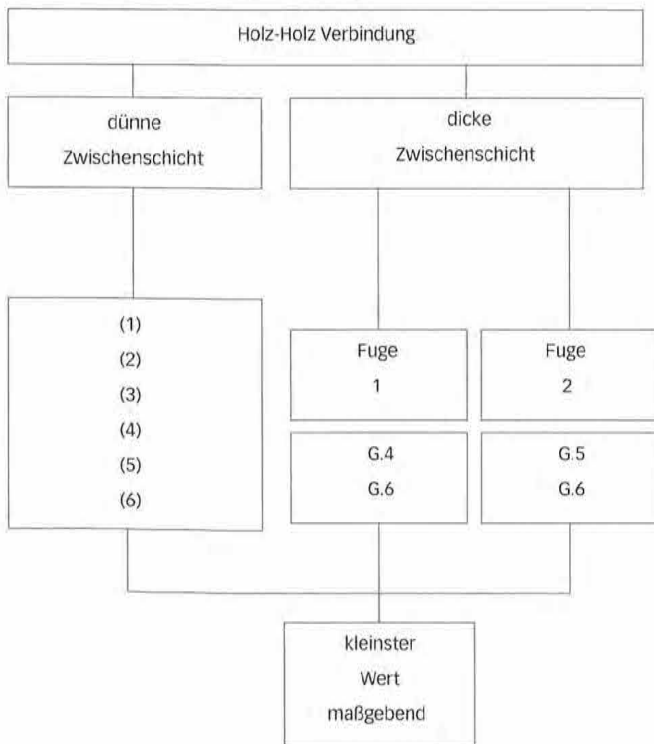 Holz-Holz Verbindung
dünne
Zwischenschicht
dicke
Zwischenschicht
(1)
(2)
(3)
(4)
(5)
(6)
Fuge
1
Fuge
2
G.4
G.6
G.5
G.6
kleinster
Wert
maßgebend